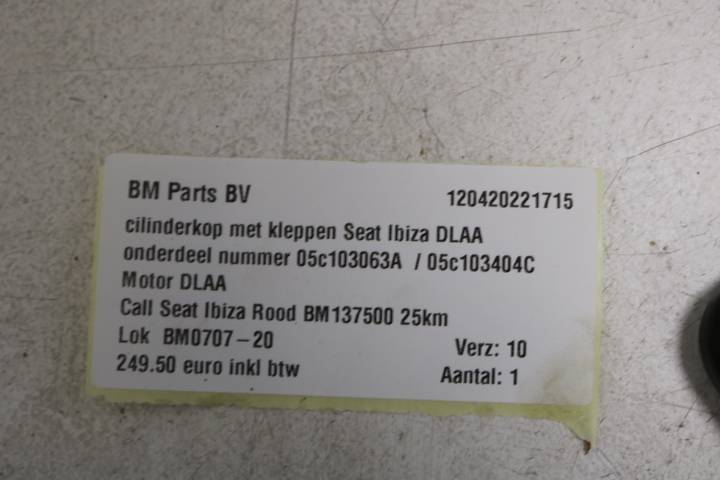 BM Parts BV 120420221715
cilinderkop met kleppen Seat Ibiza DLAA
onderdeel nummer 05c103063A / 05c103404C
Motor DLAA
Call Seat Ibiza Rood BM137500 25km
Lok BM0707-20 Verz: 10
249.50 euro inkl btw Aantal: 1